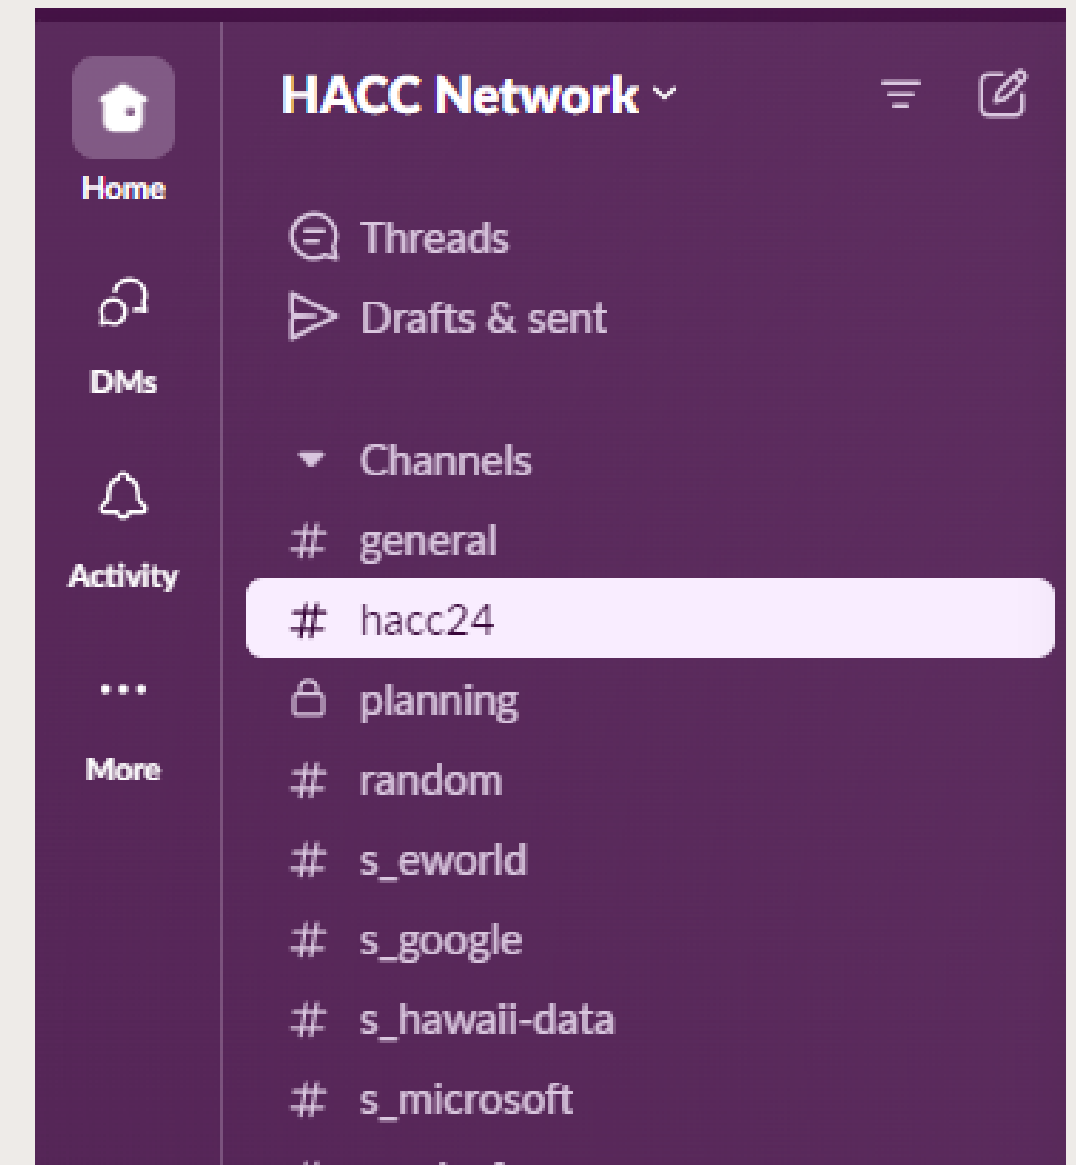 HACC Network
Home
Threads
Drafts & sent
DMs
Channels
# general
Activity
# hacc24
planning
More
# random
# s_eworld
# s_google
# s_hawaii-data
# s_microsoft